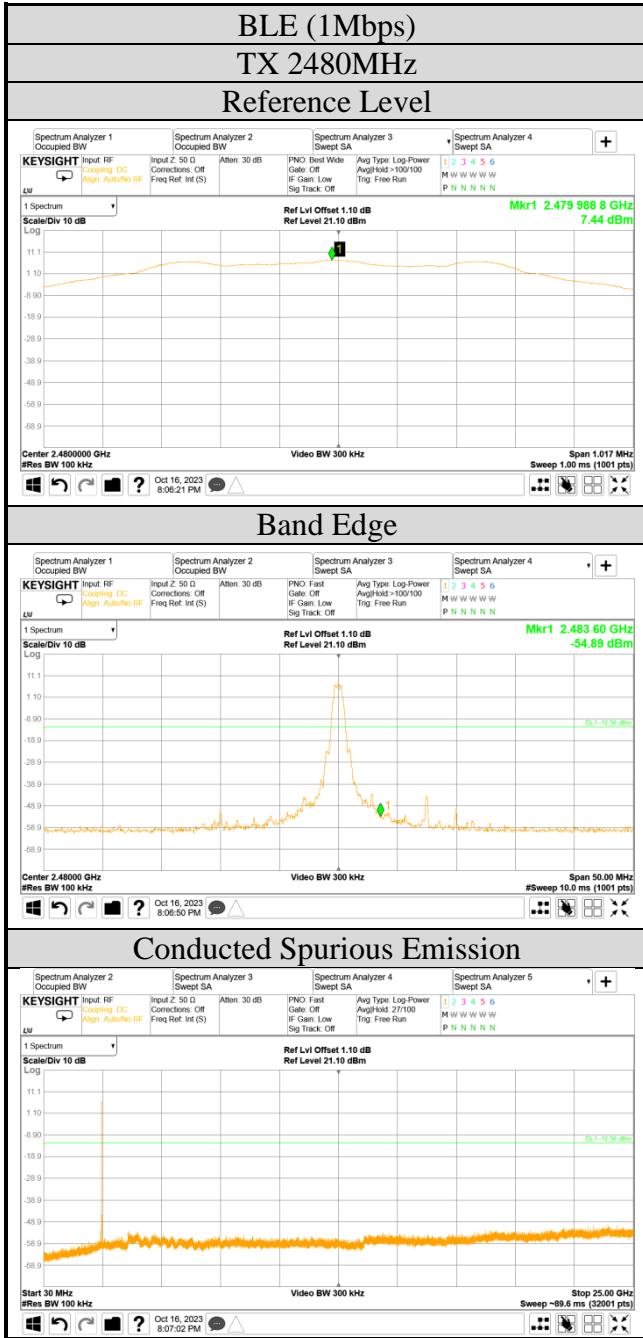 BLE (1Mbps)
TX 2480MHz
Reference Level
Spectrum Analyzer 1 Spectrum Analyzer 2 Spectrum Analyzer 3 Spectrum Analyzer 4
Occupied BW Occupied BW Swept SA Swept SA +
KEYSIGHT Input: RF Input Z: 50 Ω Atten: 30 dB PNO: Best Wide Avg Type: Log-Power 1 2 3 4 5 6
Coupling: DC Corrections: Off Gate: Off Avg|Hold:>100/100 M W W W W W
Align: Auto/No RF Freq Ref: Int (S) IF Gain: Low Trig: Free Run
Sig Track: Off P N N N N N
1 Spectrum Ref Lvl Offset 1.10 dB Mkr1 2.479 988 8 GHz
Scale/Div 10 dB Ref Level 21.10 dBm 7.44 dBm
Log
1
11.1
1.10
-8.90
-18.9
-28.9
-38.9
-48.9
-58.9
-68.9
Center 2.4800000 GHz Video BW 300 kHz Span 1.017 MHz
#Res BW 100 kHz Sweep 1.00 ms (1001 pts)
? Oct 16, 2023
8:06:21 PM
Band Edge
Spectrum Analyzer 1 Spectrum Analyzer 2 Spectrum Analyzer 3 Spectrum Analyzer 4
Occupied BW Occupied BW Swept SA Swept SA +
KEYSIGHT Input: RF Input Z: 50 Ω Atten: 30 dB PNO: Fast Avg Type: Log-Power 1 2 3 4 5 6
Coupling: DC Corrections: Off Gate: Off Avg|Hold:>100/100 M W W W W W
Align: Auto/No RF Freq Ref: Int (S) IF Gain: Low Trig: Free Run
Sig Track: Off P N N N N N
1 Spectrum Ref Lvl Offset 1.10 dB Mkr1 2.483 60 GHz
Scale/Div 10 dB Ref Level 21.10 dBm -54.89 dBm
Log
11.1
1.10
-8.90
DL1 -12.56 dBm
-18.9
-28.9
-38.9
-48.9
1
-58.9
-68.9
Center 2.48000 GHz Video BW 300 kHz Span 50.00 MHz
#Res BW 100 kHz #Sweep 10.0 ms (1001 pts)
? Oct 16, 2023
8:06:50 PM
Conducted Spurious Emission
Spectrum Analyzer 2 Spectrum Analyzer 3 Spectrum Analyzer 4 Spectrum Analyzer 5
Occupied BW Swept SA Swept SA Swept SA +
KEYSIGHT Input: RF Input Z: 50 Ω Atten: 30 dB PNO: Fast Avg Type: Log-Power 1 2 3 4 5 6
Coupling: DC Corrections: Off Gate: Off Avg|Hold: 27/100 M W W W W W
Align: Auto/No RF Freq Ref: Int (S) IF Gain: Low Trig: Free Run
Sig Track: Off P N N N N N
1 Spectrum Ref Lvl Offset 1.10 dB
Scale/Div 10 dB Ref Level 21.10 dBm
Log
11.1
1.10
-8.90
DL1 -12.56 dBm
-18.9
-28.9
-38.9
-48.9
-58.9
-68.9
Start 30 MHz Video BW 300 kHz Stop 25.00 GHz
#Res BW 100 kHz Sweep ~89.6 ms (32001 pts)
? Oct 16, 2023
8:07:02 PM